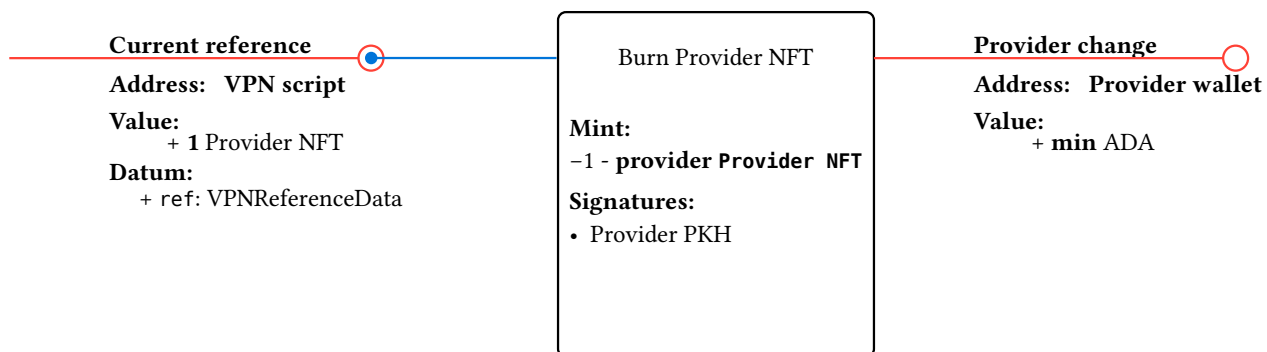 Current reference
Address: VPN script
Value:
+ 1 Provider NFT
Datum:
+ ref: VPNReferenceData
Burn Provider NFT
Mint:
−1 - provider Provider NFT
Signatures:
• Provider PKH
Provider change
Address: Provider wallet
Value:
+ min ADA